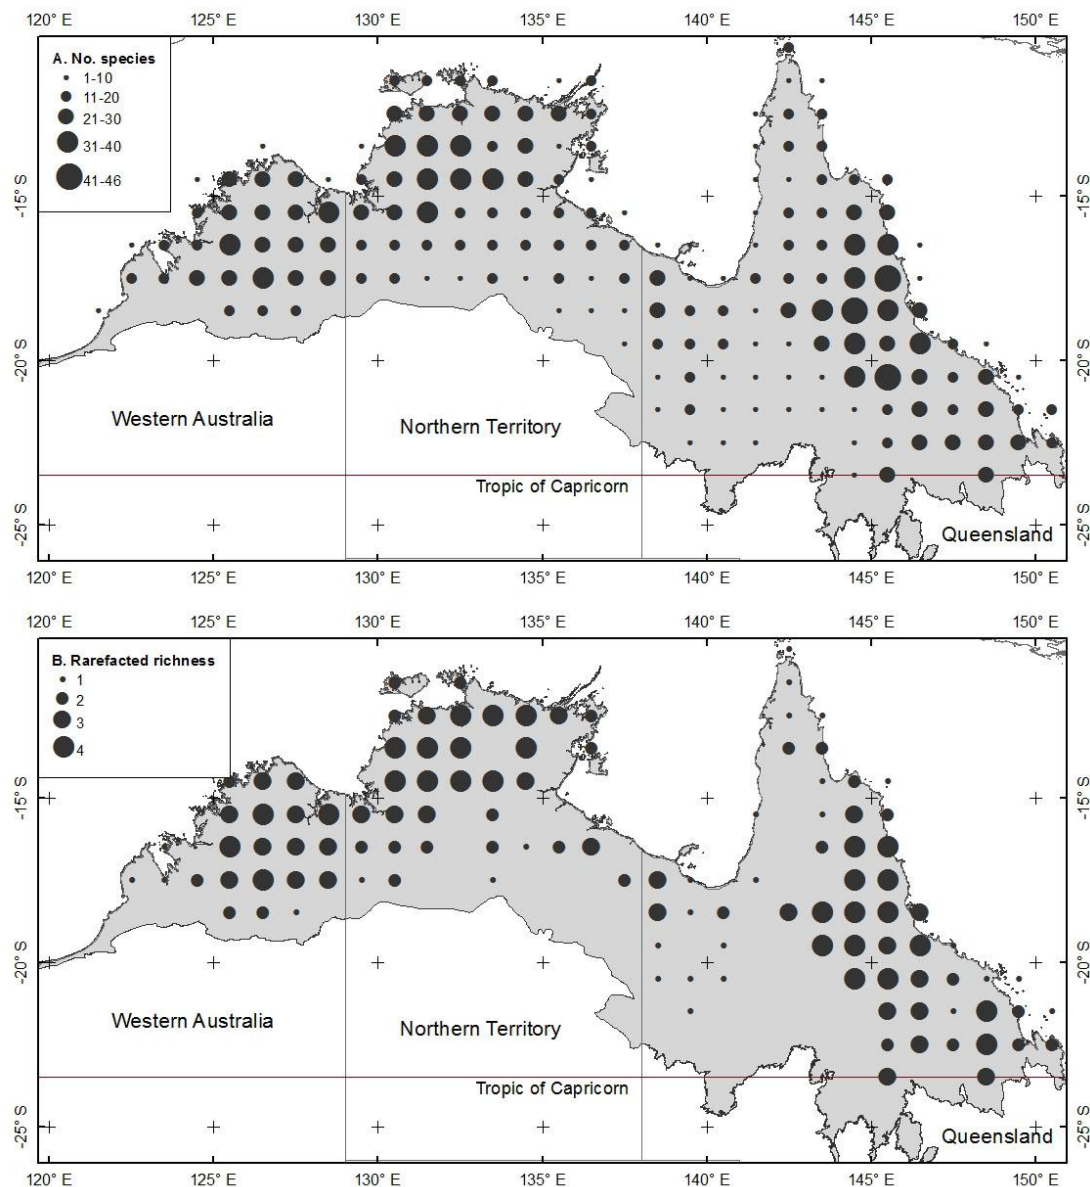 120° E 125° E 130° E 135° E 140° E 145° E 150° E
A. No. species
1-10
11-20
21-30
31-40
41-46
-15° S -15° S
-20° S -20° S
Western Australia
Northern Territory
Tropic of Capricorn
-25° S Queensland -25° S
120° E 125° E 130° E 135° E 140° E 145° E 150° E
120° E 125° E 130° E 135° E 140° E 145° E 150° E
B. Rarefacted richness
1
2
3
4
-15° S -15° S
-20° S -20° S
Western Australia
Northern Territory
Tropic of Capricorn
-25° S Queensland -25° S
120° E 125° E 130° E 135° E 140° E 145° E 150° E